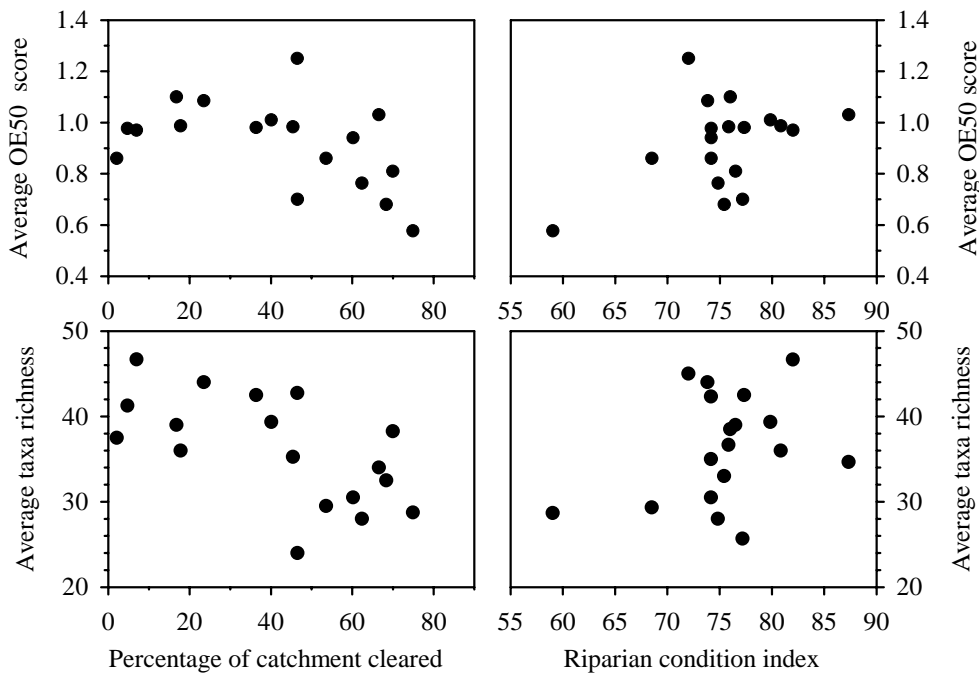 1.4
1.2
1.0
0.8
0.6
0.4
Average OE50 score
0 20 40 60 80
55 55 60 65 70 75 80 85 90
1.4
1.2
1.0
0.8
0.6
0.4
Average OE50 score
50
40
30
20
Average taxa richness
0 20 40 60 80
55 55 60 65 70 75 80 85 90
50
40
30
20
Average taxa richness
Percentage of catchment cleared
Riparian condition index